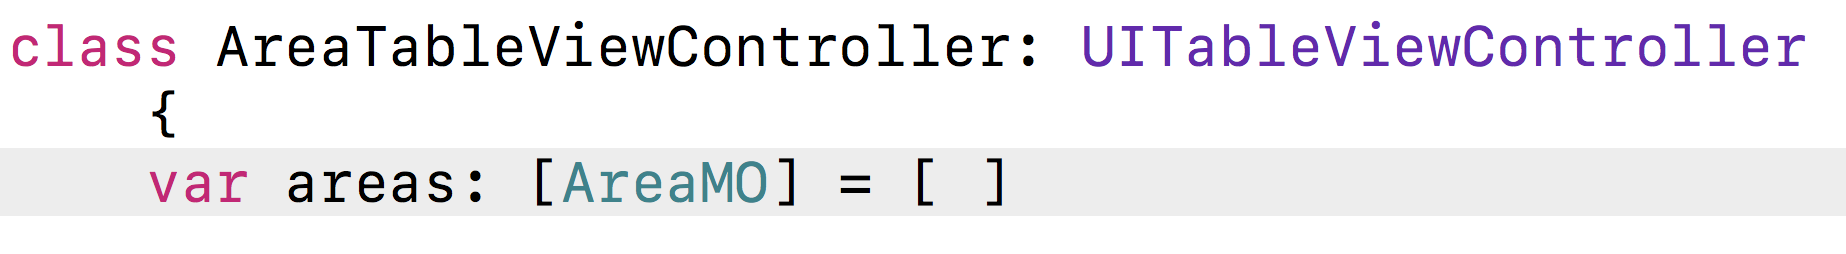 class AreaTableViewController: UITableViewController
{
var areas: [AreaMO] = [ ]